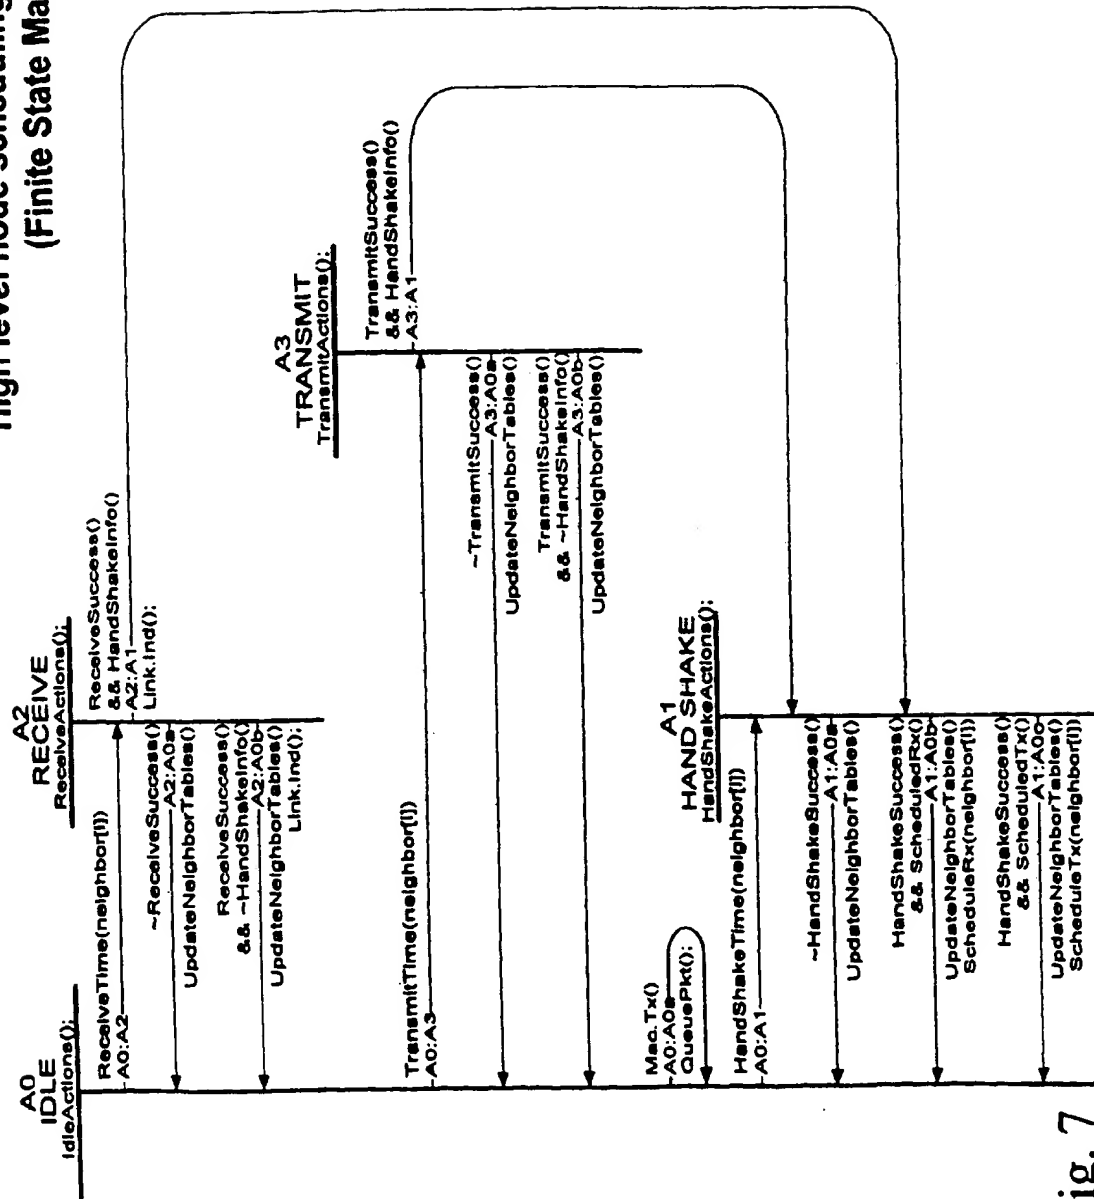 High level node scheduling
(Finite State Ma
A0
IDLE
IdleActions();
ReceiveTime(neighbor[i])
A0:A2
~ReceiveSuccess()
A2:A0a
UpdateNeighborTables()
ReceiveSuccess()
&& ~HandShakeInfo()
A2:A0b
UpdateNeighborTables()
Link.Ind();
A2
RECEIVE
ReceiveActions();
ReceiveSuccess()
&& HandShakeInfo()
A2:A1
Link.Ind();
TransmitTime(neighbor[i])
A0:A3
~TransmitSuccess()
A3:A0a
UpdateNeighborTables()
TransmitSuccess()
&& ~HandShakeInfo()
A3:A0b
UpdateNeighborTables()
A3
TRANSMIT
TransmitActions();
TransmitSuccess()
&& HandShakeInfo()
A3:A1
Mac.Tx()
A0:A0a
QueuePkt();
HandShakeTime(neighbor[i])
A0:A1
A1
HAND SHAKE
HandShakeActions();
~HandShakeSuccess()
A1:A0a
UpdateNeighborTables()
HandShakeSuccess()
&& ScheduledRx()
A1:A0b
UpdateNeighborTables()
ScheduleRx(neighbor[i])
HandShakeSuccess()
&& ScheduledTx()
A1:A0c
UpdateNeighborTables()
ScheduleTx(neighbor[i])
ig. 7